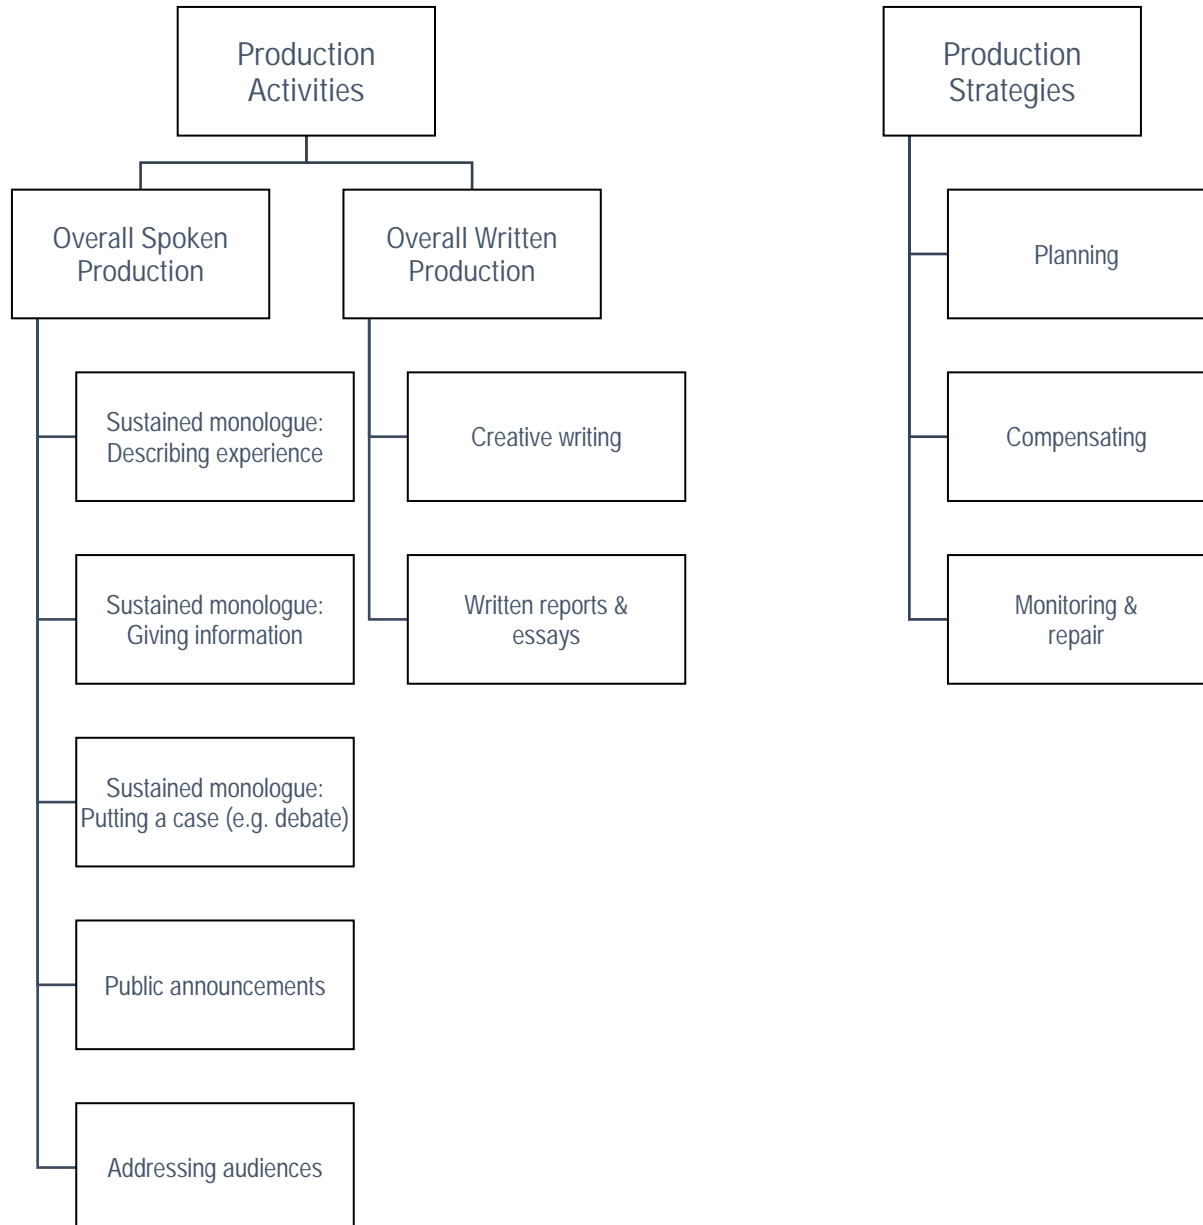 Production
Activities
Overall Spoken
Production
Sustained monologue:
Describing experience
Sustained monologue:
Giving information
Sustained monologue:
Putting a case (e.g. debate)
Public announcements
Addressing audiences
Overall Written
Production
Creative writing
Written reports &
essays
Production
Strategies
Planning
Compensating
Monitoring &
repair